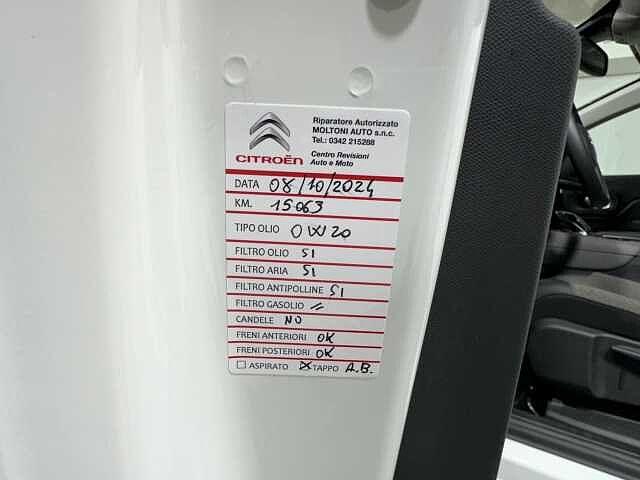 Riparatore Autorizzato
MOLTONI AUTO s.n.c.
Tel.: 0342 215288
CITROËN
Centro Revisioni
Auto e Moto
DATA 08/10/2024
KM. 15063
TIPO OLIO 0W20
FILTRO OLIO SI
FILTRO ARIA SI
FILTRO ANTIPOLLINE SI
FILTRO GASOLIO //
CANDELE NO
FRENI ANTERIORI OK
FRENI POSTERIORI OK
☐ ASPIRATO ☒ TAPPO A.B.